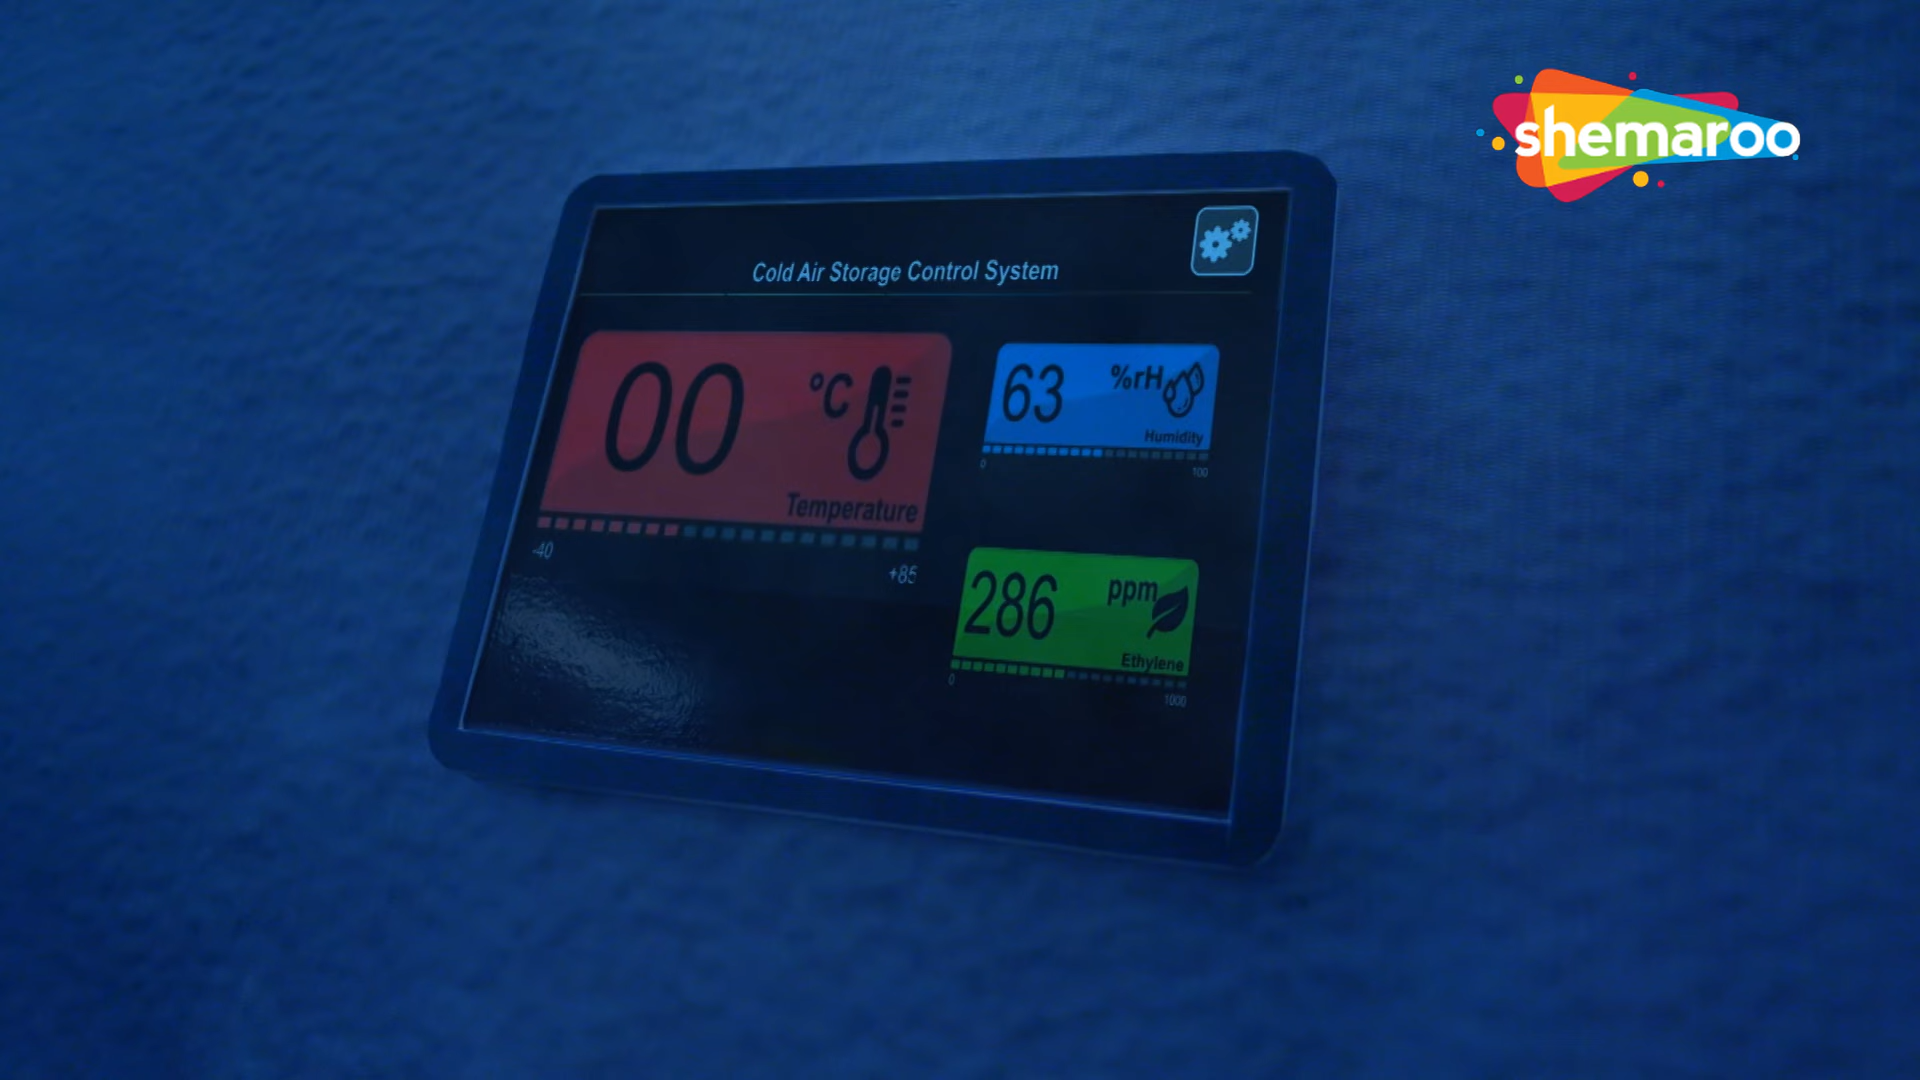 shemaroo
Cold Air Storage Control System
00 °C
Temperature
-40
+85
63 %rH
Humidity
0
100
286 ppm
Ethylene
0
1000